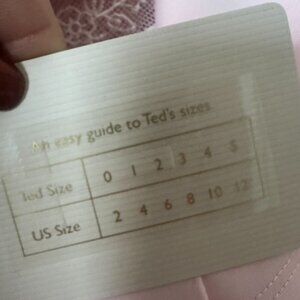 An easy guide to Ted's sizes
Ted Size 0 1 2 3 4 5
US Size 2 4 6 8 10 12